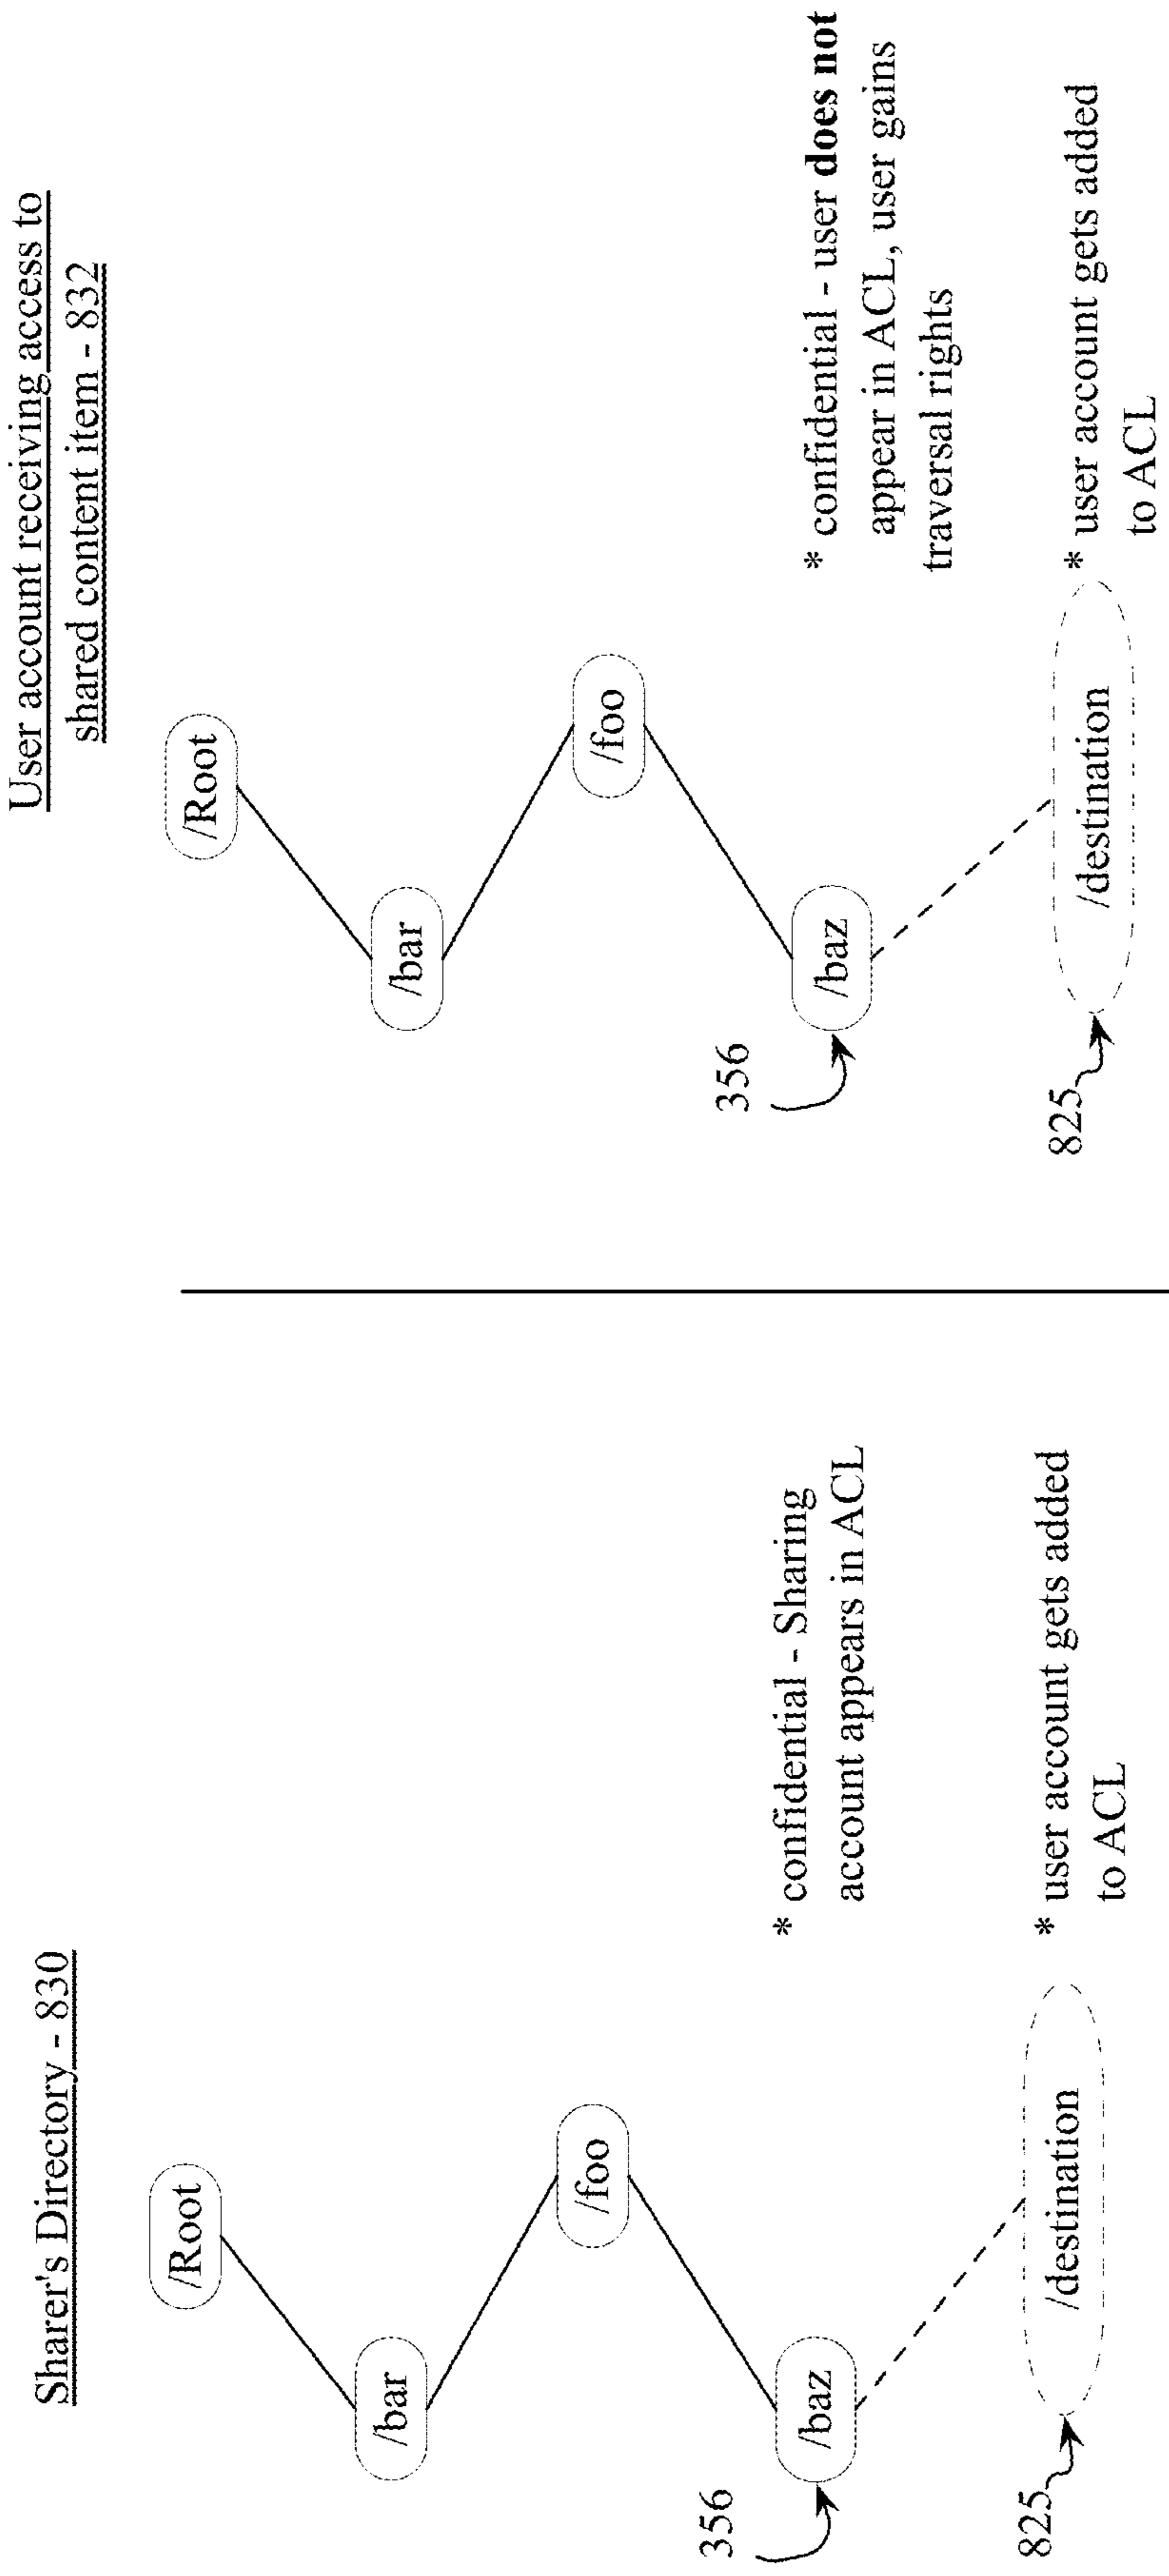 Sharer's Directory - 830
/Root
/bar
/foo
356
/baz
* confidential - Sharing
account appears in ACL
825
/destination
* user account gets added
to ACL
User account receiving access to
shared content item - 832
/Root
/bar
/foo
356
/baz
* confidential - user does not
appear in ACL, user gains
traversal rights
825
/destination
* user account gets added
to ACL